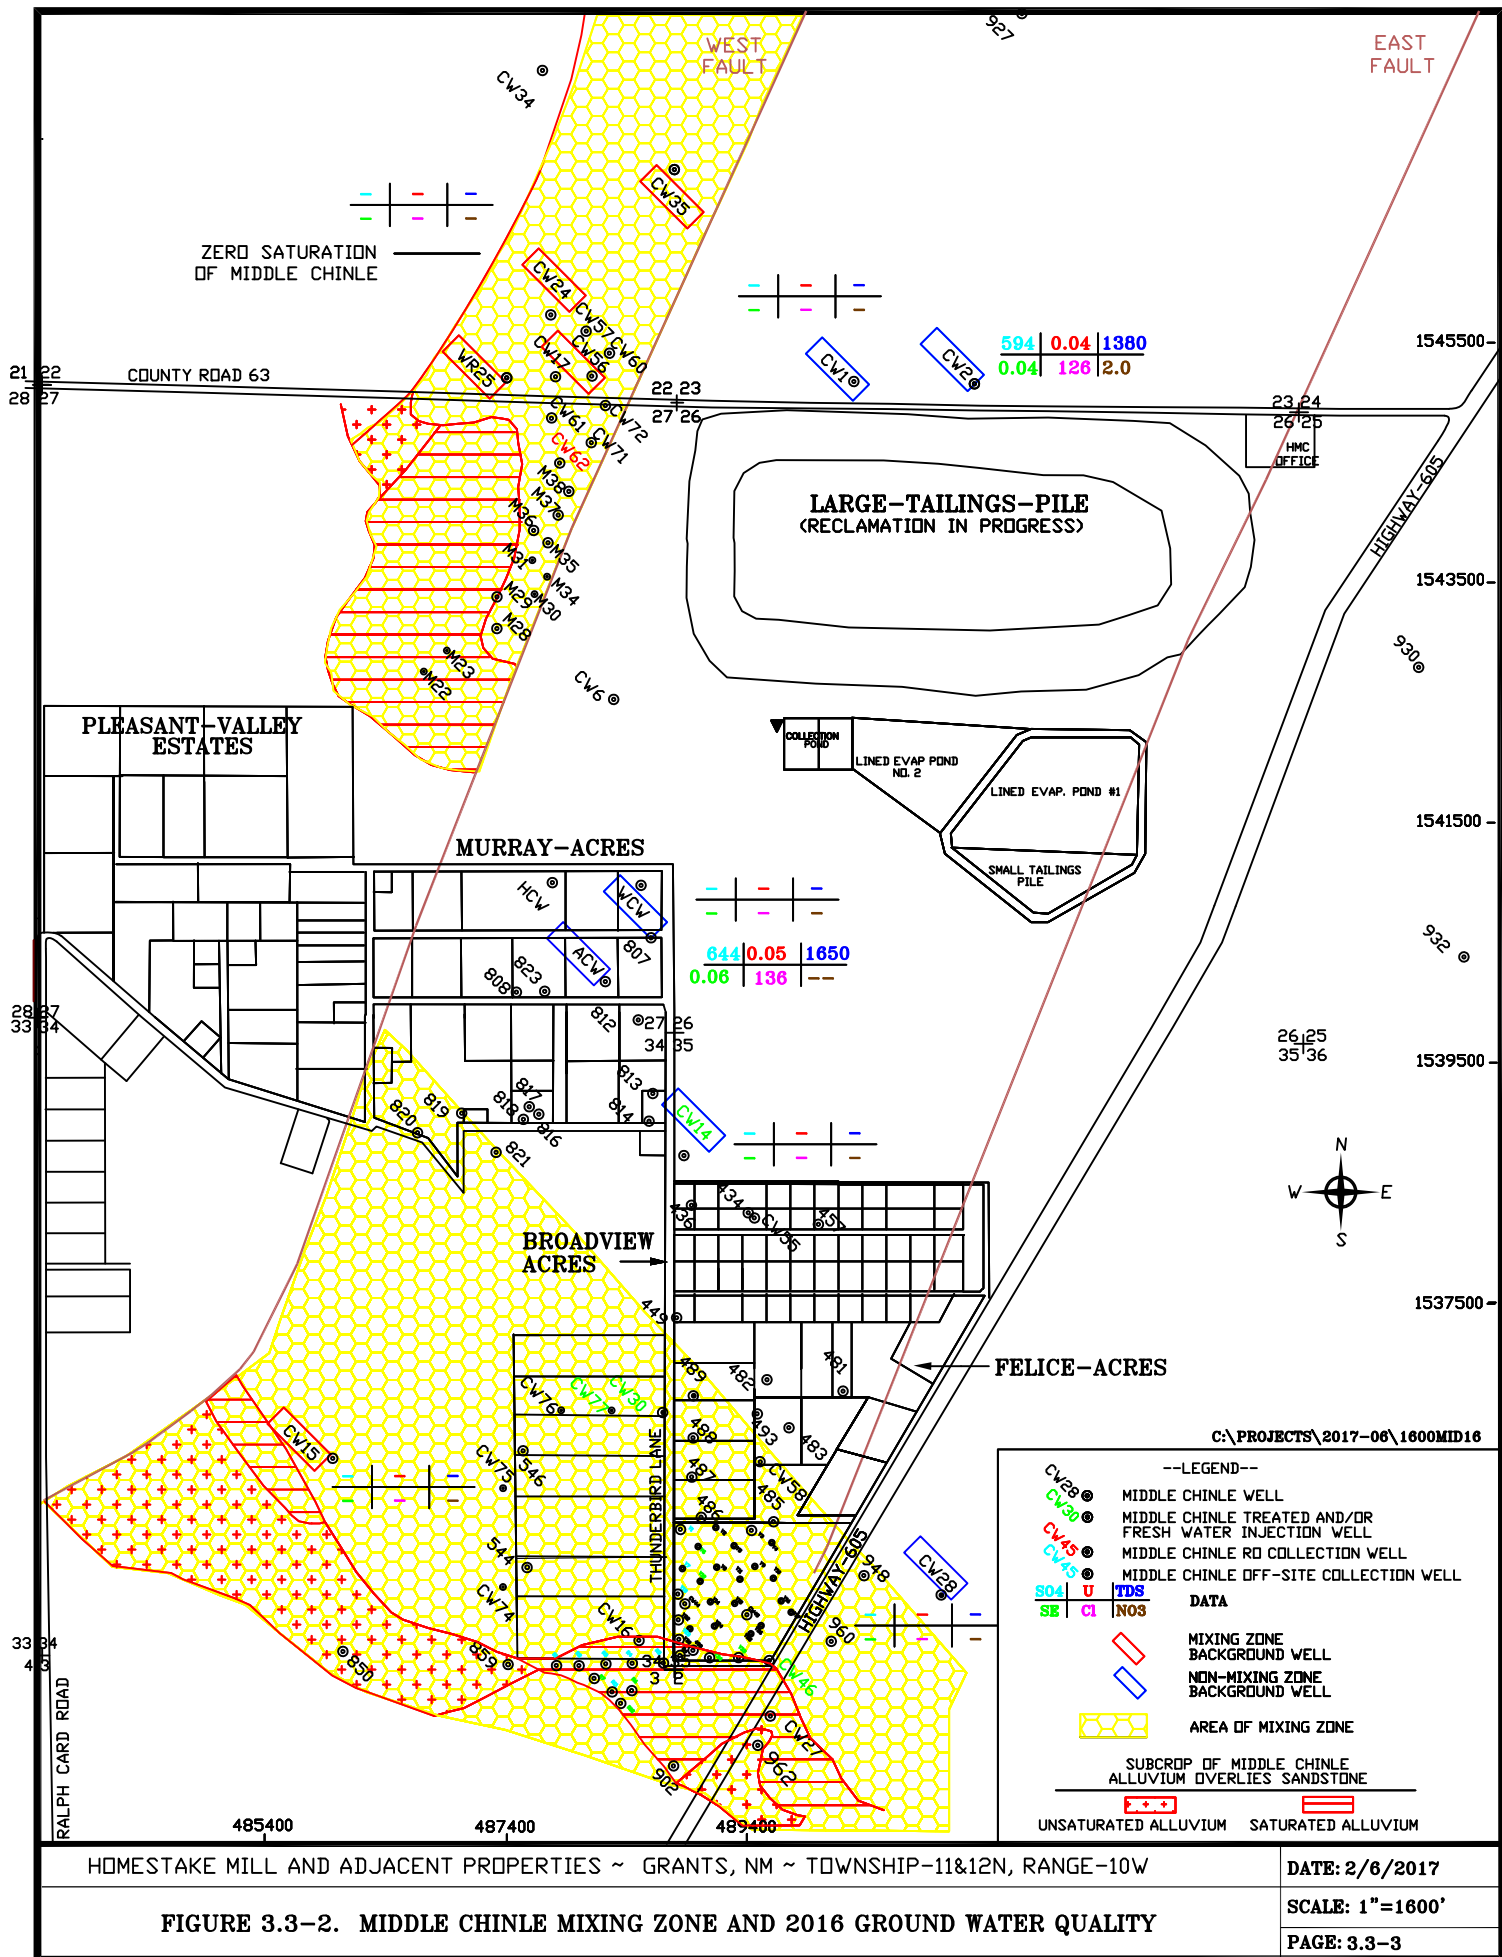 927
WEST
FAULT
EAST
FAULT
CW34
CW35
ZERO SATURATION
OF MIDDLE CHINLE
CW24
CW57
CW60
CW17
CW56
WR25
CW1
CW2
594 0.04 1380
0.04 126 2.0
1545500
21 22
28 27
COUNTY ROAD 63
22 23
27 26
23 24
26 25
HMC
OFFICE
CW61
CW72
CW71
CW62
M38
M37
M36
M35
M31
M34
M30
M29
M28
M23
M22
LARGE-TAILINGS-PILE
(RECLAMATION IN PROGRESS)
HIGHWAY-605
1543500
930
CW6
PLEASANT-VALLEY
ESTATES
COLLECTION
POND
LINED EVAP POND
NO. 2
LINED EVAP. POND #1
SMALL TAILINGS
PILE
1541500
MURRAY-ACRES
HCW
WCW
ACW
807
823
808
812
644 0.05 1650
0.06 136 --
932
28 27
33 34
27 26
34 35
26 25
35 36
1539500
813
814
817
818
816
819
820
821
CW14
N
W E
S
436
434
CW55
457
BROADVIEW
ACRES
449
1537500
FELICE-ACRES
489
482
481
CW76
CW77
CW30
493
483
488
487
CW58
485
486
CW15
CW75
546
THUNDERBIRD LANE
544
CW74
CW16
HIGHWAY-605
948
CW28
960
CW46
33 34
4 3
850
859
3 2
CW27
962
902
RALPH CARD ROAD
485400
487400
489400
C:\PROJECTS\2017-06\1600MID16
--LEGEND--
CW28 MIDDLE CHINLE WELL
CW30 MIDDLE CHINLE TREATED AND/OR
FRESH WATER INJECTION WELL
CW45 MIDDLE CHINLE RO COLLECTION WELL
CW45 MIDDLE CHINLE OFF-SITE COLLECTION WELL
SO4 U TDS
SE Cl NO3
DATA
MIXING ZONE
BACKGROUND WELL
NON-MIXING ZONE
BACKGROUND WELL
AREA OF MIXING ZONE
SUBCROP OF MIDDLE CHINLE
ALLUVIUM OVERLIES SANDSTONE
UNSATURATED ALLUVIUM SATURATED ALLUVIUM
HOMESTAKE MILL AND ADJACENT PROPERTIES ~ GRANTS, NM ~ TOWNSHIP-11&12N, RANGE-10W
DATE: 2/6/2017
FIGURE 3.3-2. MIDDLE CHINLE MIXING ZONE AND 2016 GROUND WATER QUALITY
SCALE: 1"=1600'
PAGE: 3.3-3